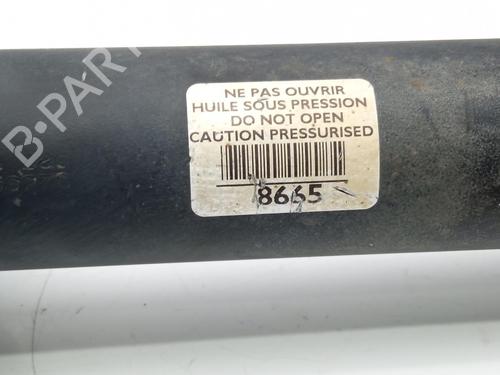 NE PAS OUVRIR
HUILE SOUS PRESSION
DO NOT OPEN
CAUTION PRESSURISED
8665
B-PARTS